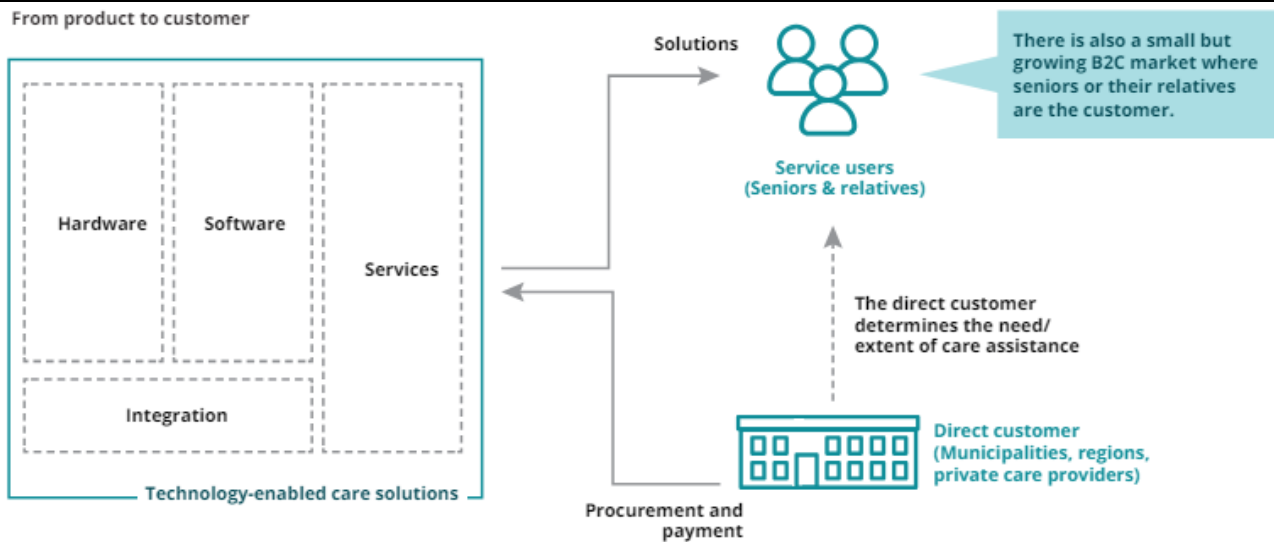 From product to customer
Hardware
Software
Services
Integration
Technology-enabled care solutions
Solutions
Service users
(Seniors & relatives)
There is also a small but
growing B2C market where
seniors or their relatives
are the customer.
The direct customer
determines the need/
extent of care assistance
Direct customer
(Municipalities, regions,
private care providers)
Procurement and
payment